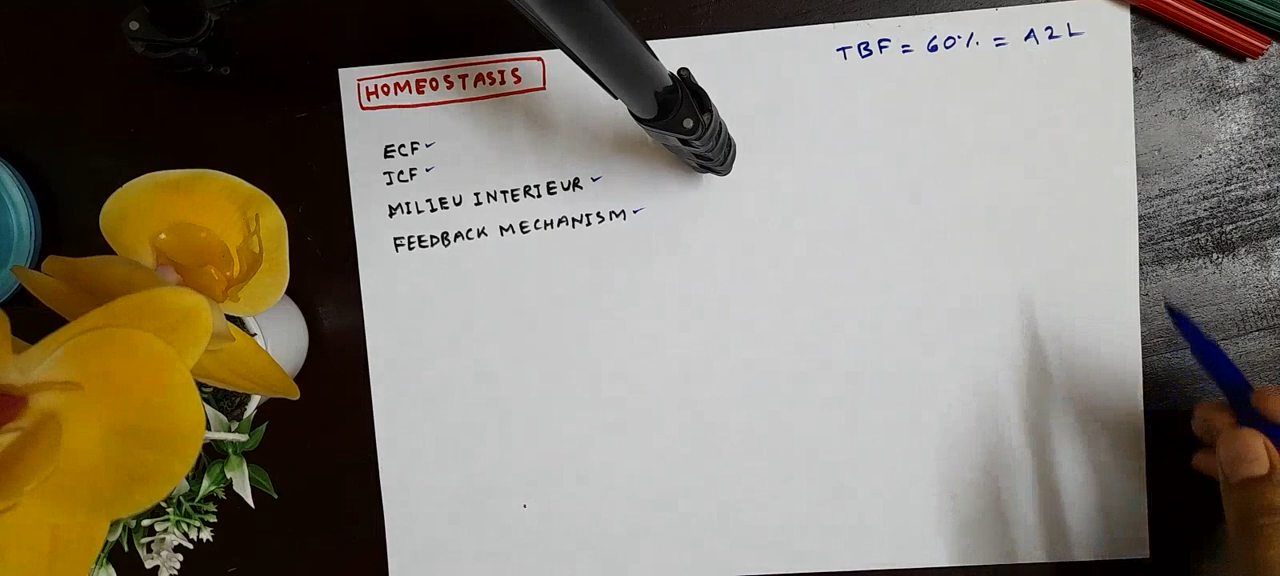 HOMEOSTASIS
TBF = 60% = 42L
ECF✓
ICF✓
MILIEU INTERIEUR ✓
FEEDBACK MECHANISM ✓